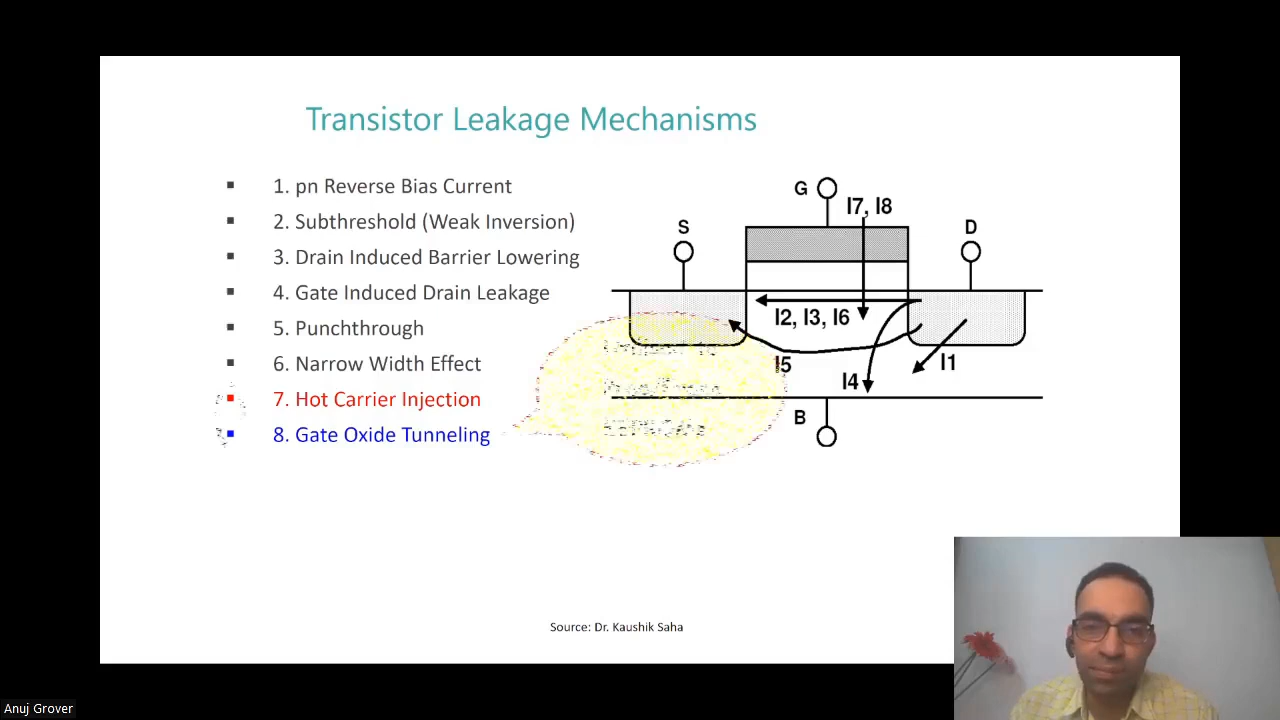 Transistor Leakage Mechanisms
1. pn Reverse Bias Current
2. Subthreshold (Weak Inversion)
3. Drain Induced Barrier Lowering
4. Gate Induced Drain Leakage
5. Punchthrough
6. Narrow Width Effect
7. Hot Carrier Injection
8. Gate Oxide Tunneling
G
I7, I8
S
D
I2, I3, I6
I5
I4
I1
B
Source: Dr. Kaushik Saha
Anuj Grover